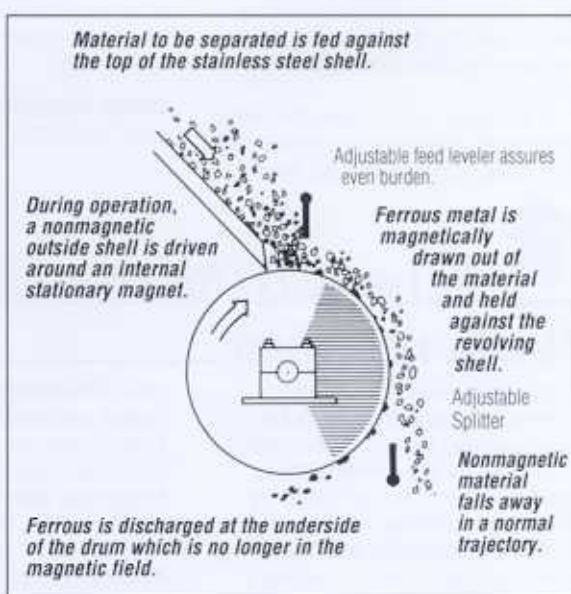 Material to be separated is fed against
the top of the stainless steel shell.
Adjustable feed leveler assures
even burden.
During operation,
a nonmagnetic
outside shell is driven
around an internal
stationary magnet.
Ferrous metal is
magnetically
drawn out of
the material
and held
against the
revolving
shell.
Adjustable
Splitter
Nonmagnetic
material
falls away
in a normal
trajectory.
Ferrous is discharged at the underside
of the drum which is no longer in the
magnetic field.